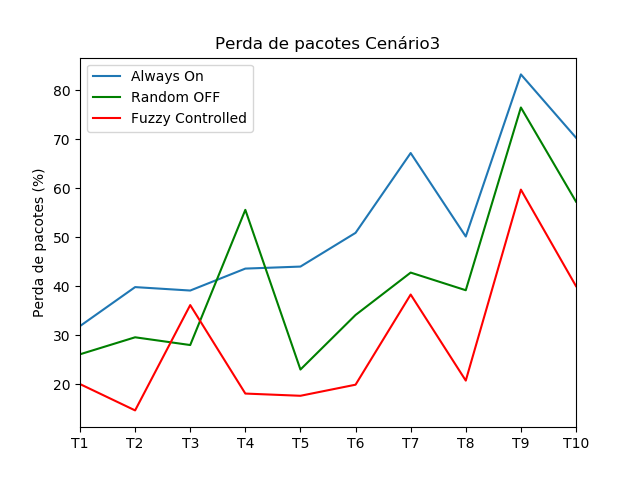 Perda de pacotes Cenário3
Always On
Random OFF
Fuzzy Controlled
Perda de pacotes (%)
80
70
60
50
40
30
20
T1 T2 T3 T4 T5 T6 T7 T8 T9 T10